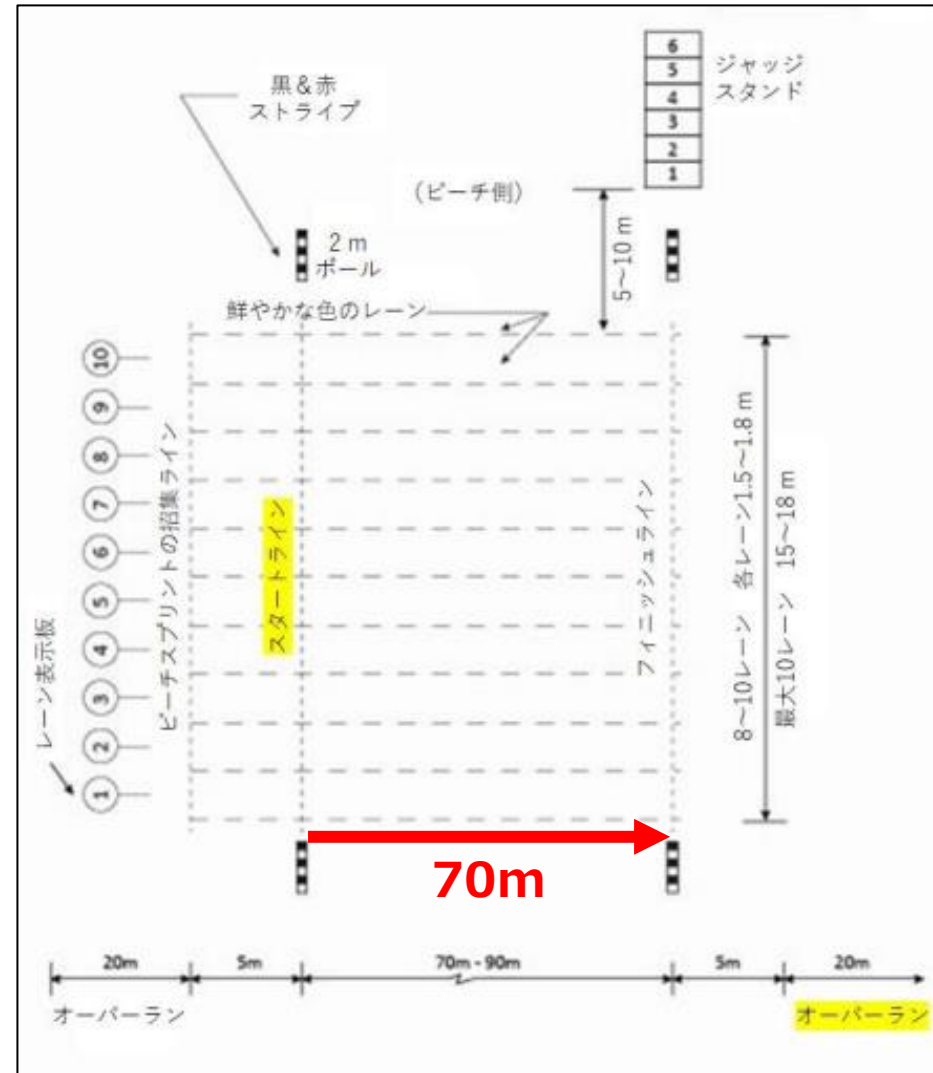 6
5
4
3
2
1
ジャッジ
スタンド
黒&赤
ストライプ
(ビーチ側)
2 m
ポール
5〜10 m
鮮やかな色のレーン
10
9
8
7
6
5
4
3
2
1
レーン表示板
ビーチスプリントの招集ライン
スタートライン
フィニッシュライン
8〜10レーン 各レーン1.5〜1.8 m
最大10レーン 15〜18 m
70m
20m
5m
70m - 90m
5m
20m
オーバーラン
オーバーラン